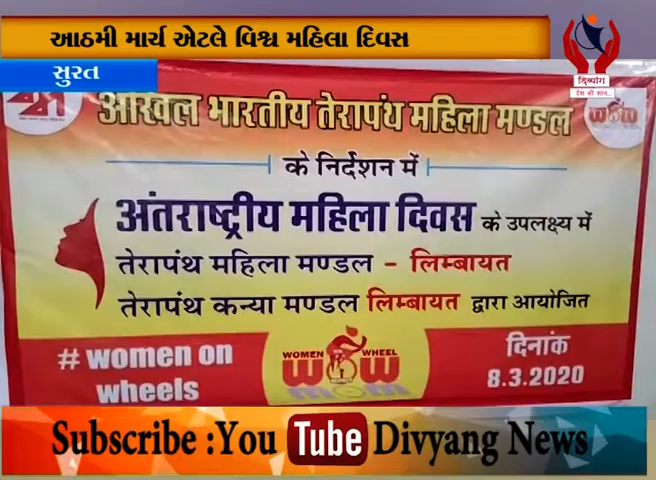 આઠમી માર્ચ એટલે વિશ્વ મહિલા દિવસ
दिव्यांग
देश की शान...
સુરત
अखिल भारतीय तेरापंथ महिला मण्डल
के निर्देशन में
अंतराष्ट्रीय महिला दिवस के उपलक्ष्य में
तेरापंथ महिला मण्डल - लिम्बायत
तेरापंथ कन्या मण्डल लिम्बायत द्वारा आयोजित
# women on wheels
WOMEN WHEEL
WOW
दिनांक
8.3.2020
Subscribe :You Tube Divyang News